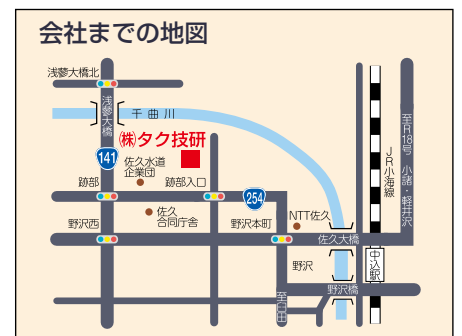 会社までの地図
浅蓼大橋北
浅蓼大橋
千曲川
㈱タク技研
141
佐久水道
企業団
跡部
跡部入口
254
佐久
合同庁舎
野沢西
野沢本町
NTT佐久
佐久大橋
野沢
中込駅
野沢橋
至臼田
JR小海線
至R18号 小諸・軽井沢